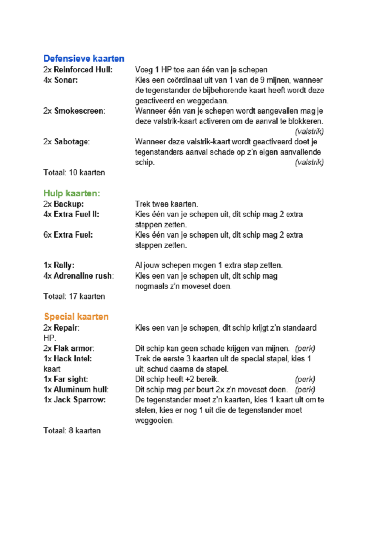 Defensieve kaarten
2x Reinforced Hull: Voeg 1 HP toe aan één van je schepen
4x Sonar: Kies een coördinaat uit van 1 van de 9 mijnen, wanneer
de tegenstander de bijbehorende kaart heeft wordt deze
geactiveerd en weggedaan.
2x Smokescreen: Wanneer één van je schepen wordt aangevallen mag je
deze valstrik-kaart activeren om de aanval te blokkeren.
(valstrik)
2x Sabotage: Wanneer deze valstrik-kaart wordt geactiveerd doet je
tegenstanders aanval schade op z'n eigen aanvallende
schip. (valstrik)
Totaal: 10 kaarten
Hulp kaarten:
2x Backup: Trek twee kaarten.
4x Extra Fuel II: Kies één van je schepen uit, dit schip mag 2 extra
stappen zetten.
6x Extra Fuel: Kies één van je schepen uit, dit schip mag 2 extra
stappen zetten.
1x Rally: Al jouw schepen mogen 1 extra stap zetten.
4x Adrenaline rush: Kies een van je schepen uit, dit schip mag
nogmaals z'n moveset doen
Totaal: 17 kaarten
Special kaarten
2x Repair: Kies een van je schepen, dit schip krijgt z'n standaard
HP.
2x Flak armor: Dit schip kan geen schade krijgen van mijnen. (perk)
1x Hack Intel: Trek de eerste 3 kaarten uit de special stapel, kies 1
kaart uit, schud daarna de stapel.
1x Far sight: Dit schip heeft +2 bereik. (perk)
1x Aluminum hull: Dit schip mag per beurt 2x z'n moveset doen. (perk)
1x Jack Sparrow: De tegenstander moet z'n kaarten, kies 1 kaart uit om te
stelen, kies er nog 1 uit die de tegenstander moet
weggooien
Totaal: 8 kaarten